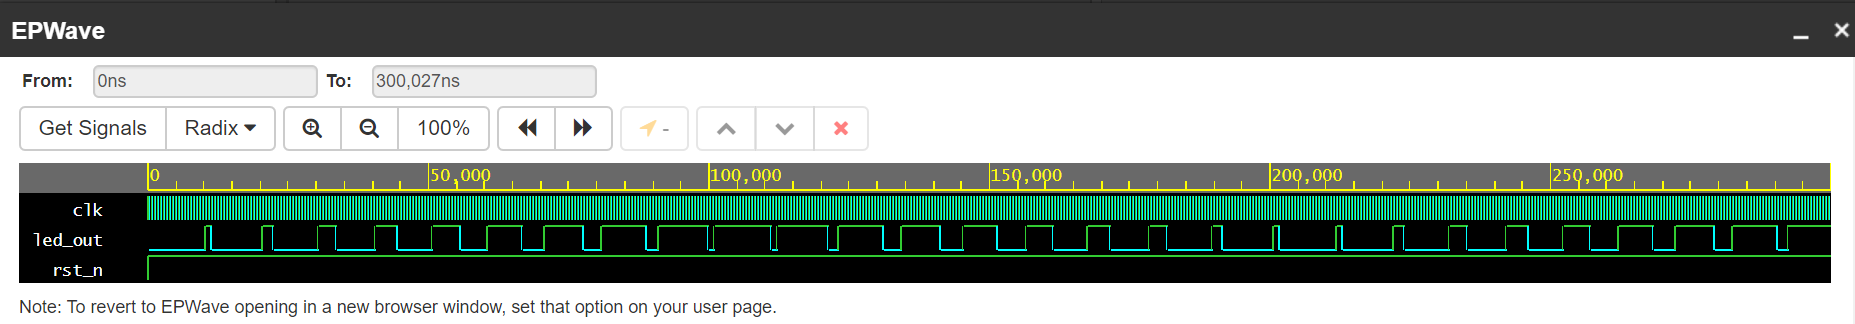 EPWave
From: 0ns To: 300,027ns
Get Signals Radix 100% -
0 50,000 100,000 150,000 200,000 250,000
clk
led_out
rst_n
Note: To revert to EPWave opening in a new browser window, set that option on your user page.